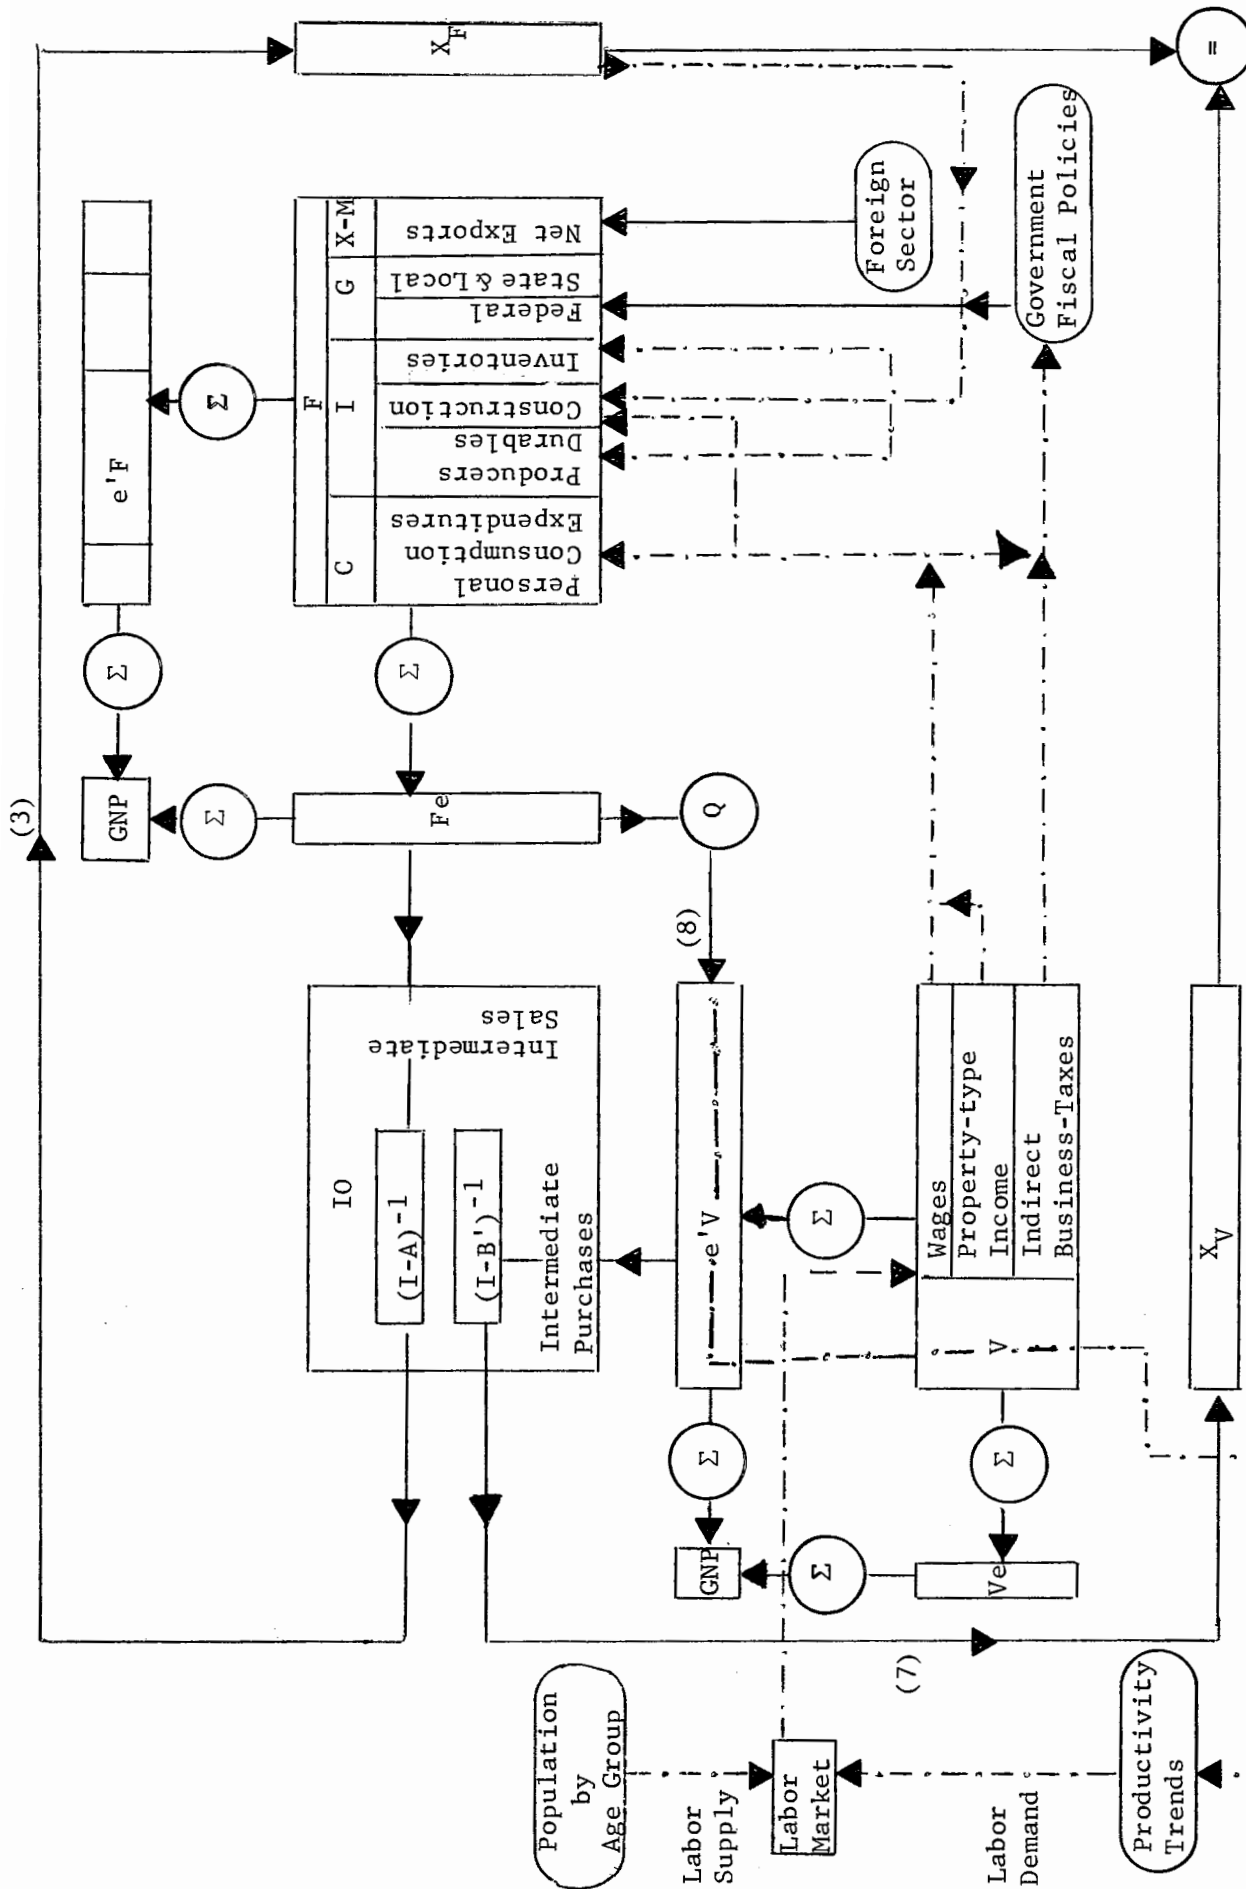 (3)
X_F
=
e'F
Σ
Σ
GNP
Σ
F
C
I
G
X-M
Personal
Consumption
Expenditures
Producers
Durables
Construction
Inventories
Federal
State & Local
Net Exports
Σ
Fe
Q
(8)
Foreign
Sector
Government
Fiscal Policies
IO
(I-A)⁻¹
(I-B')⁻¹
Intermediate
Sales
Intermediate
Purchases
e'V
Σ
GNP
Σ
Σ
Ve
Σ
V
Wages
Property-type
Income
Indirect
Business-Taxes
X_V
(7)
Population
by
Age Group
Labor
Supply
Labor
Market
Labor
Demand
Productivity
Trends